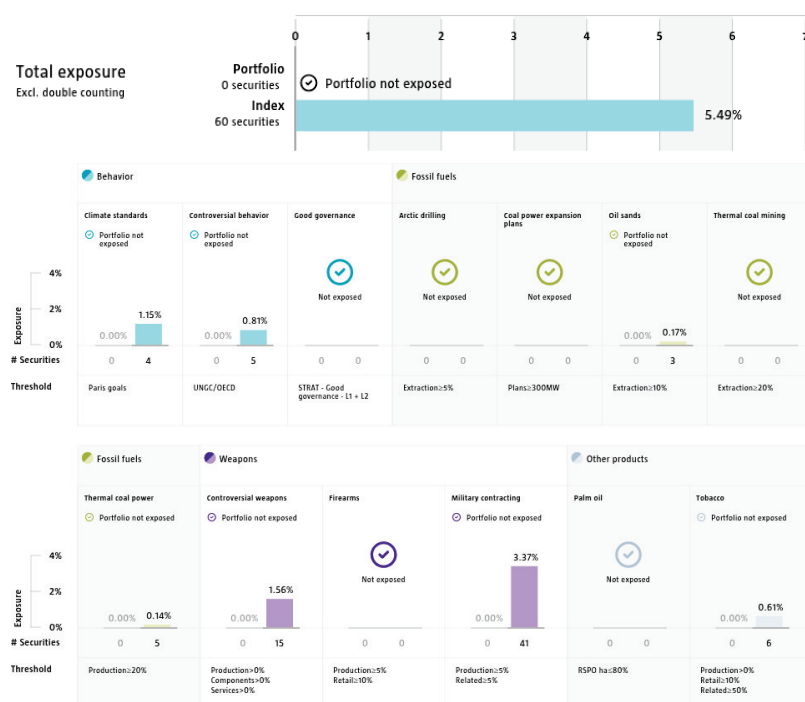 0 1 2 3 4 5 6 7
Total exposure
Excl. double counting
Portfolio
0 securities
Portfolio not exposed
Index
60 securities
5.49%
Behavior
Fossil fuels
Climate standards
Portfolio not
exposed
Controversial behavior
Portfolio not
exposed
Good governance
Not exposed
Arctic drilling
Not exposed
Coal power expansion
plans
Not exposed
Oil sands
Portfolio not
exposed
Thermal coal mining
Not exposed
Exposure
4%
2%
0%
0.00% 1.15%
0.00% 0.81%
0.00% 0.17%
# Securities 0 4 0 5 0 0 0 0 0 0 0 3 0 0
Threshold
Paris goals
UNGC/OECD
STRAT - Good
governance - L1 + L2
Extraction≥5%
Plans≥300MW
Extraction≥10%
Extraction≥20%
Fossil fuels
Weapons
Other products
Thermal coal power
Portfolio not exposed
Controversial weapons
Portfolio not exposed
Firearms
Not exposed
Military contracting
Portfolio not exposed
Palm oil
Not exposed
Tobacco
Portfolio not exposed
Exposure
4%
2%
0%
0.00% 0.14%
0.00% 1.56%
0.00% 3.37%
0.00% 0.61%
# Securities 0 5 0 15 0 0 0 41 0 0 0 6
Threshold
Production≥20%
Production>0%
Components>0%
Services>0%
Production≥5%
Retail≥10%
Production≥5%
Related≥5%
RSPO ha≤80%
Production>0%
Retail≥10%
Related≥50%